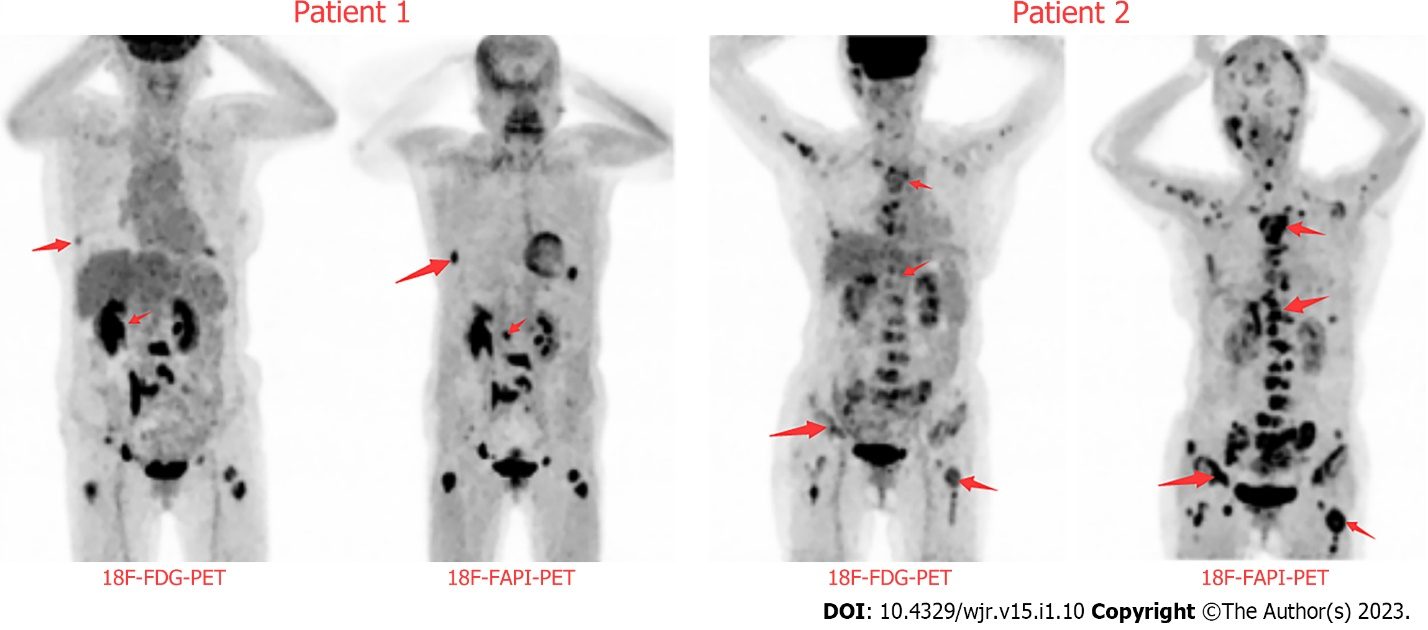 Patient 1
Patient 2
18F-FDG-PET
18F-FAPI-PET
18F-FDG-PET
18F-FAPI-PET
DOI: 10.4329/wjr.v15.i1.10 Copyright ©The Author(s) 2023.